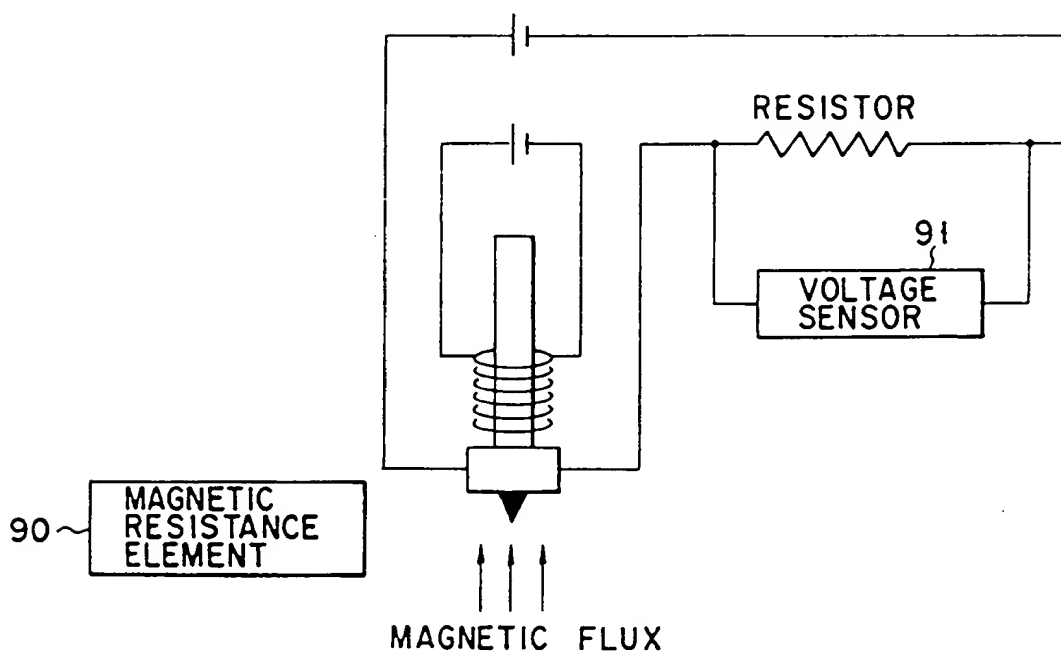 RESISTOR
91
VOLTAGE
SENSOR
90
MAGNETIC
RESISTANCE
ELEMENT
MAGNETIC FLUX